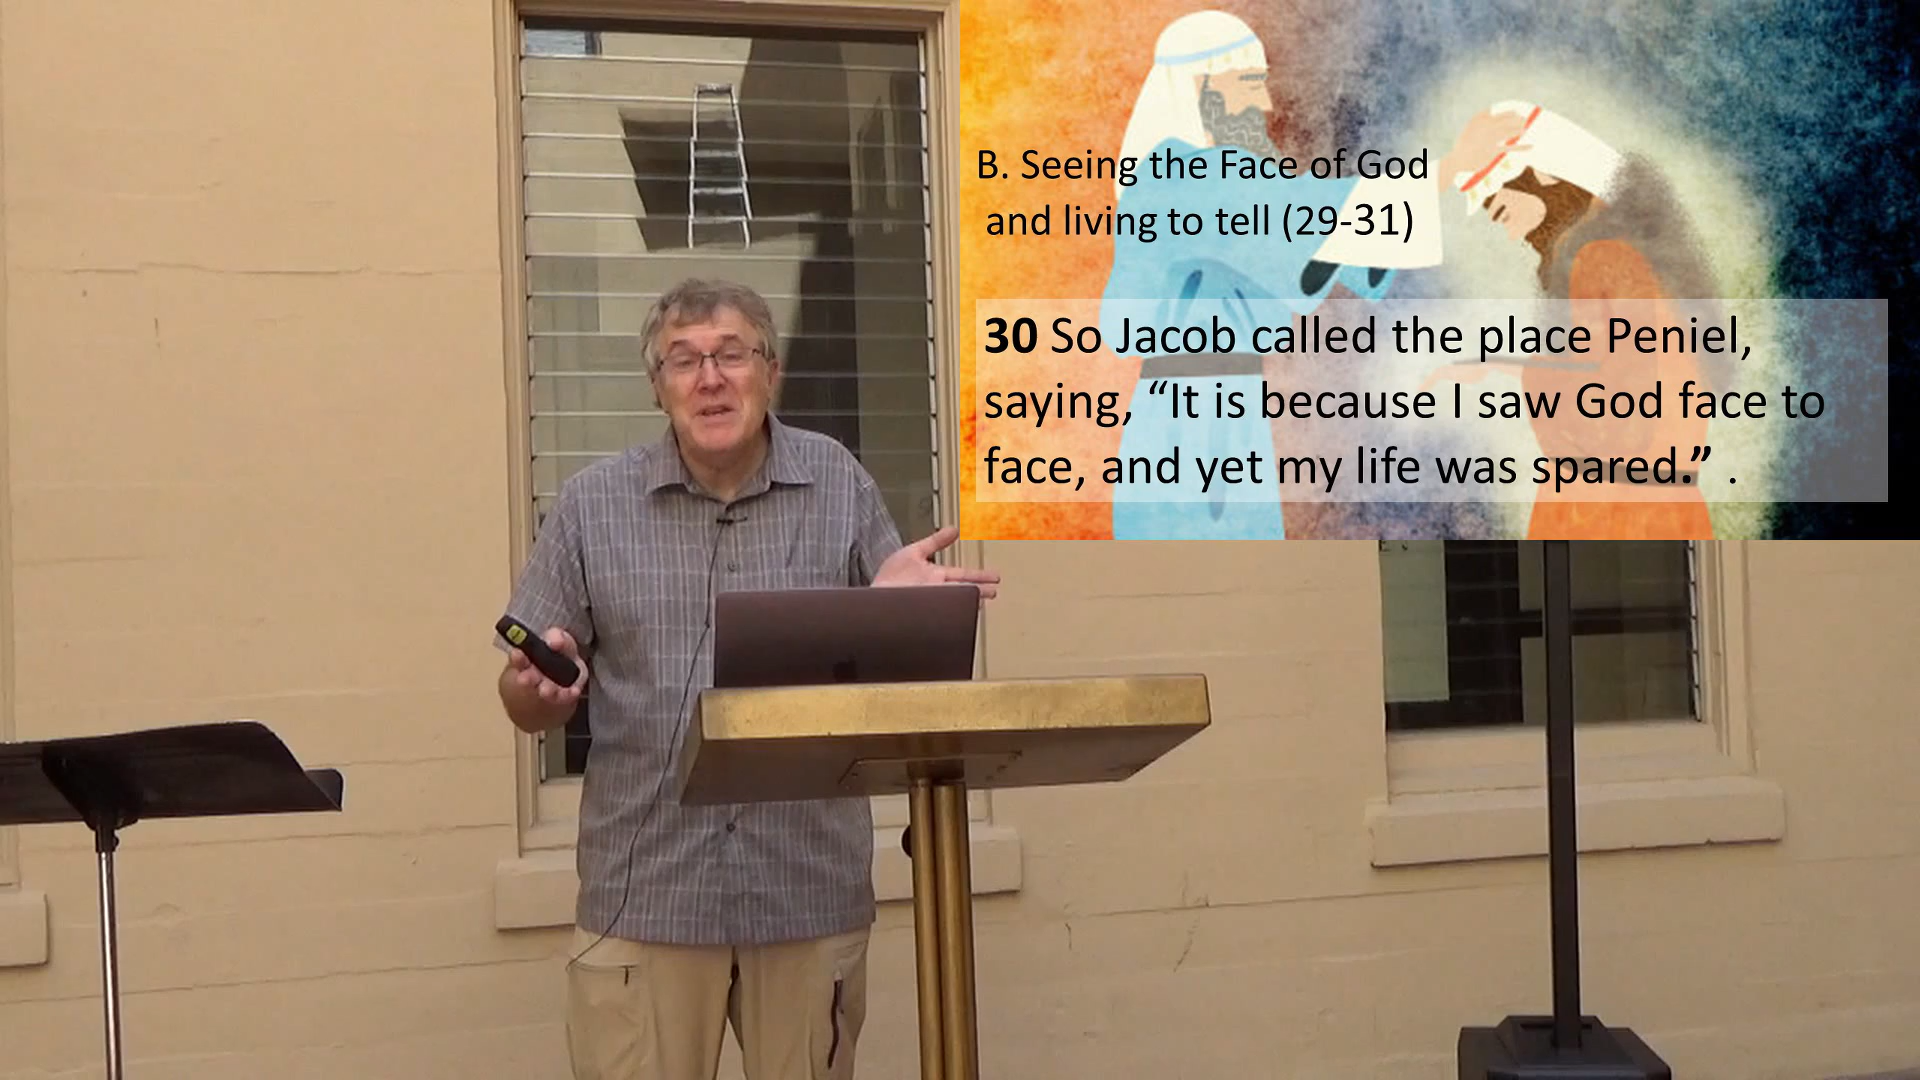 B. Seeing the Face of God
and living to tell (29-31)
30 So Jacob called the place Peniel,
saying, “It is because I saw God face to
face, and yet my life was spared.” .